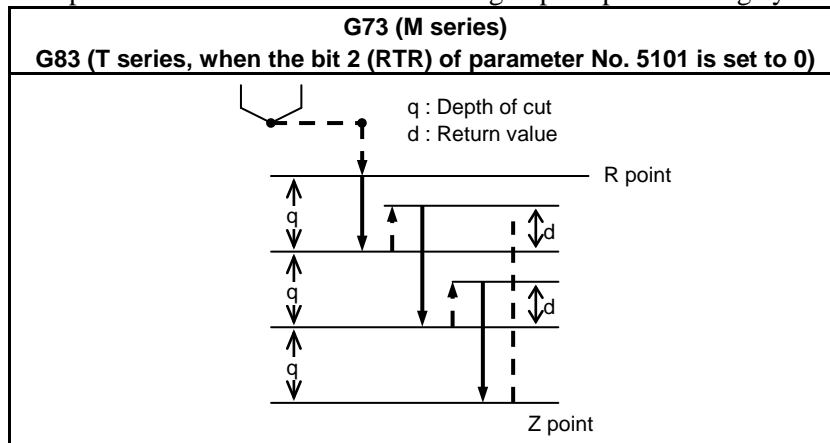 G73 (M series)
G83 (T series, when the bit 2 (RTR) of parameter No. 5101 is set to 0)
q : Depth of cut
d : Return value
R point
q
d
q
d
q
Z point